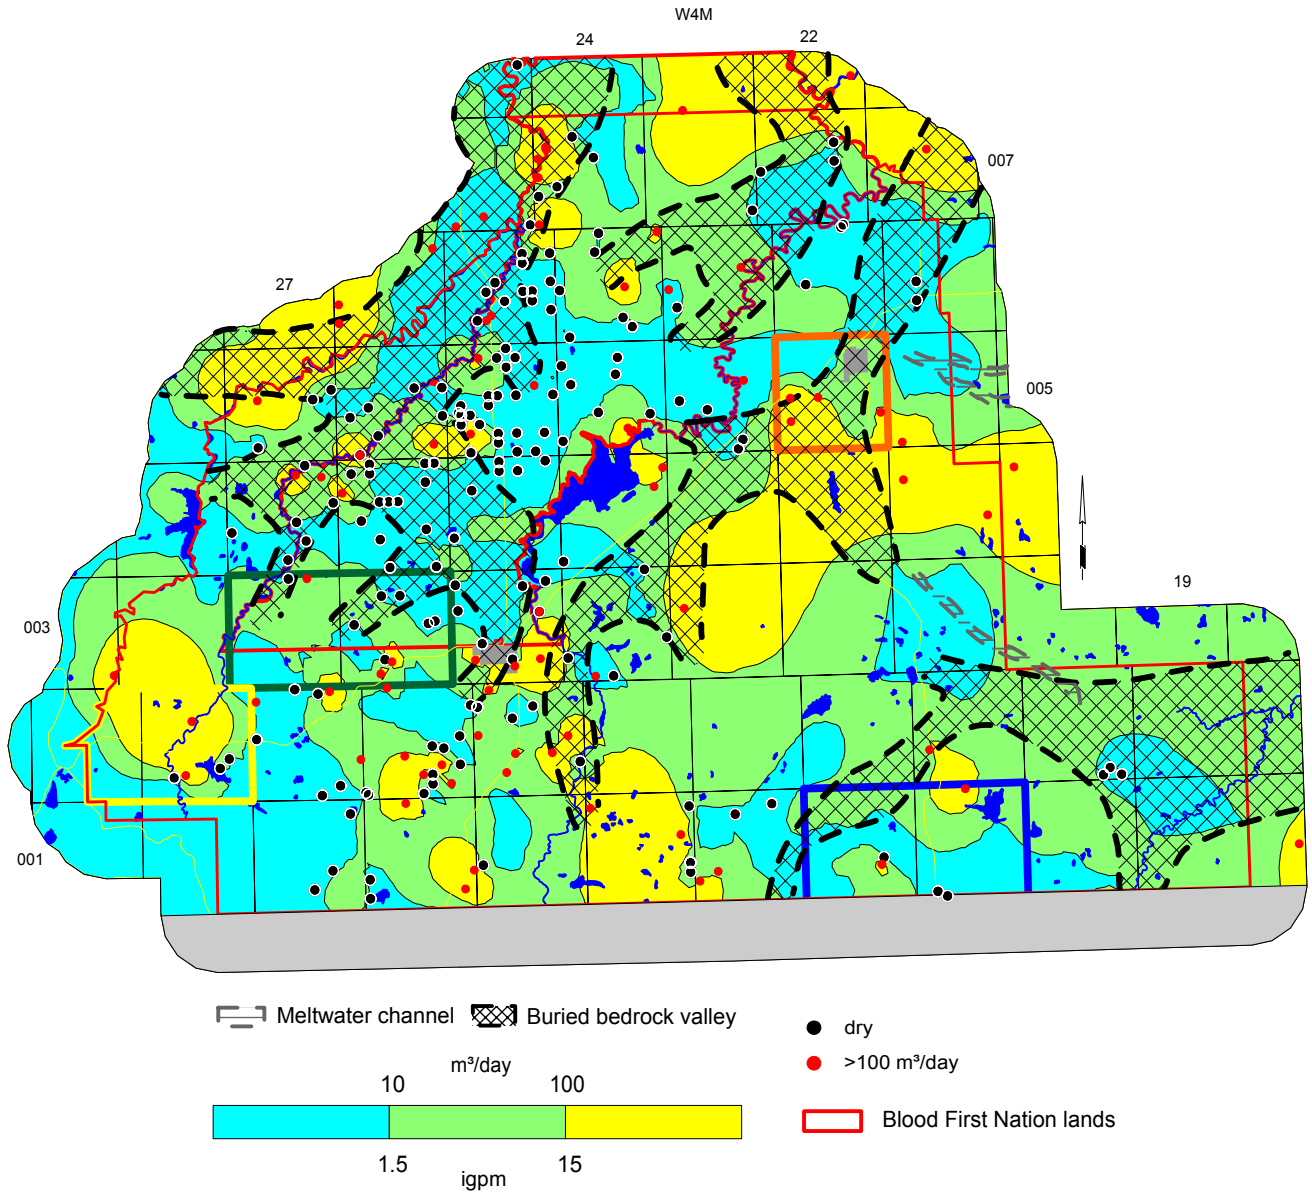 W4M
24
22
007
27
005
19
003
001
Meltwater channel
Buried bedrock valley
dry
m³/day
>100 m³/day
10
100
Blood First Nation lands
1.5
15
igpm